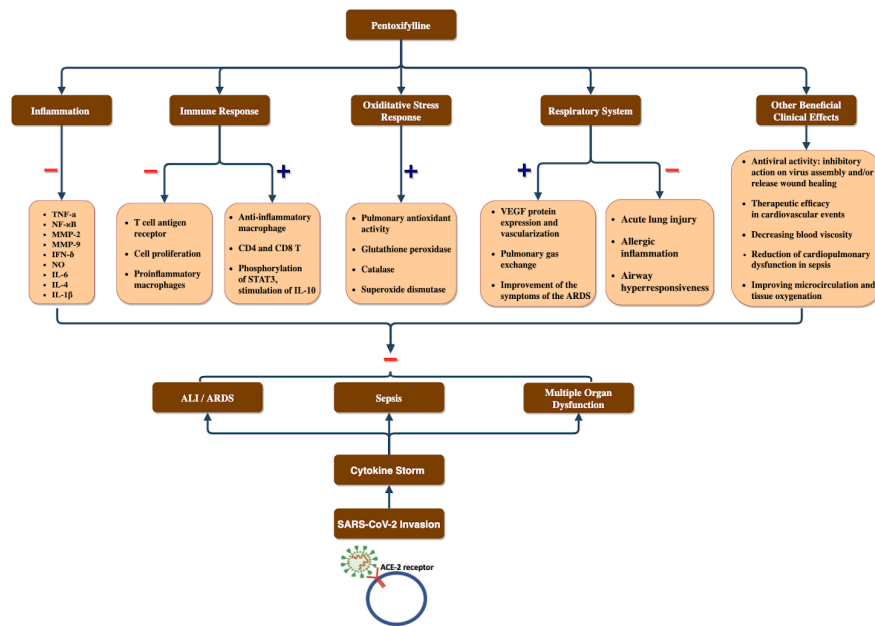 Pentoxifylline
Inflammation
Immune Response
Oxiditative Stress
Response
Respiratory System
Other Beneficial
Clinical Effects
−
−
+
+
+
−
• TNF-a
• NF-κB
• MMP-2
• MMP-9
• IFN-δ
• NO
• IL-6
• IL-4
• IL-1β
• T cell antigen
receptor
• Cell proliferation
• Proinflammatory
macrophages
• Anti-inflammatory
macrophage
• CD4 and CD8 T
• Phosphorylation
of STAT3,
stimulation of IL-10
• Pulmonary antioxidant
activity
• Glutathione peroxidase
• Catalase
• Superoxide dismutase
• VEGF protein
expression and
vascularization
• Pulmonary gas
exchange
• Improvement of the
symptoms of the ARDS
• Acute lung injury
• Allergic
inflammation
• Airway
hyperresponsiveness
• Antiviral activity: inhibitory
action on virus assembly and/or
release wound healing
• Therapeutic efficacy
in cardiovascular events
• Decreasing blood viscosity
• Reduction of cardiopulmonary
dysfunction in sepsis
• Improving microcirculation and
tissue oxygenation
−
ALI / ARDS
Sepsis
Multiple Organ
Dysfunction
Cytokine Storm
SARS-CoV-2 Invasion
ACE-2 receptor